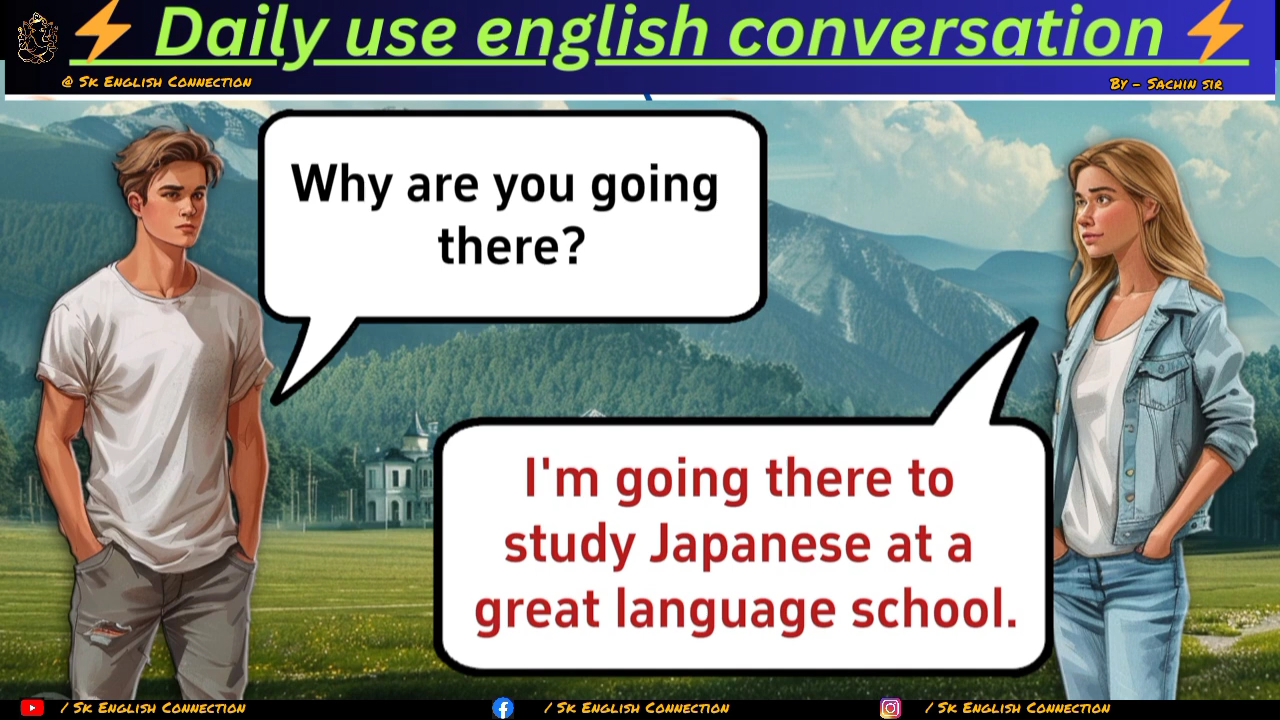 ⚡ Daily use english conversation ⚡
@ Sk English Connection
By - Sachin sir
Why are you going
there?
I'm going there to
study Japanese at a
great language school.
/ Sk English Connection
/ Sk English Connection
/ Sk English Connection